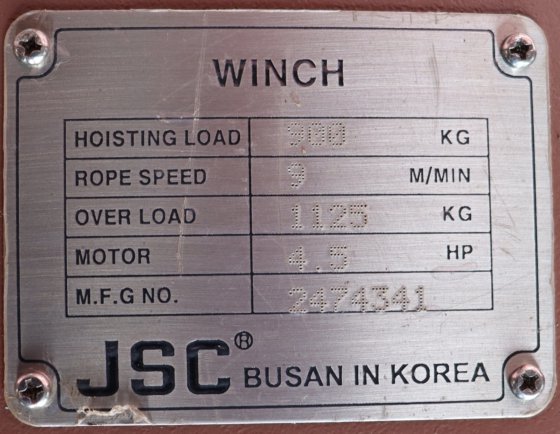 WINCH
HOISTING LOAD 900 KG
ROPE SPEED 9 M/MIN
OVER LOAD 1125 KG
MOTOR 4.5 HP
M.F.G NO. 2474341
JSC® BUSAN IN KOREA